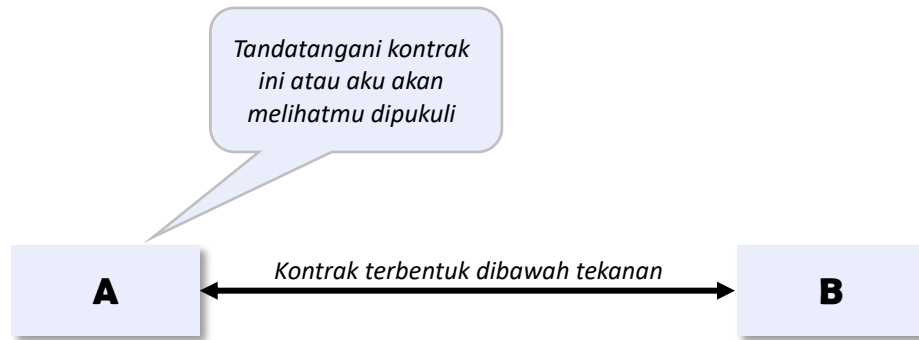 Tandatangani kontrak
ini atau aku akan
melihatmu dipukuli
A
Kontrak terbentuk dibawah tekanan
B